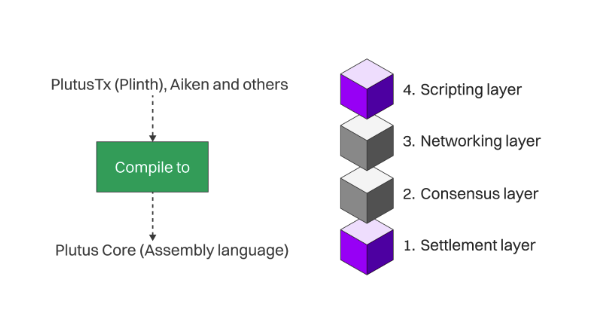 PlutusTx (Plinth), Aiken and others
Compile to
Plutus Core (Assembly language)
4. Scripting layer
3. Networking layer
2. Consensus layer
1. Settlement layer